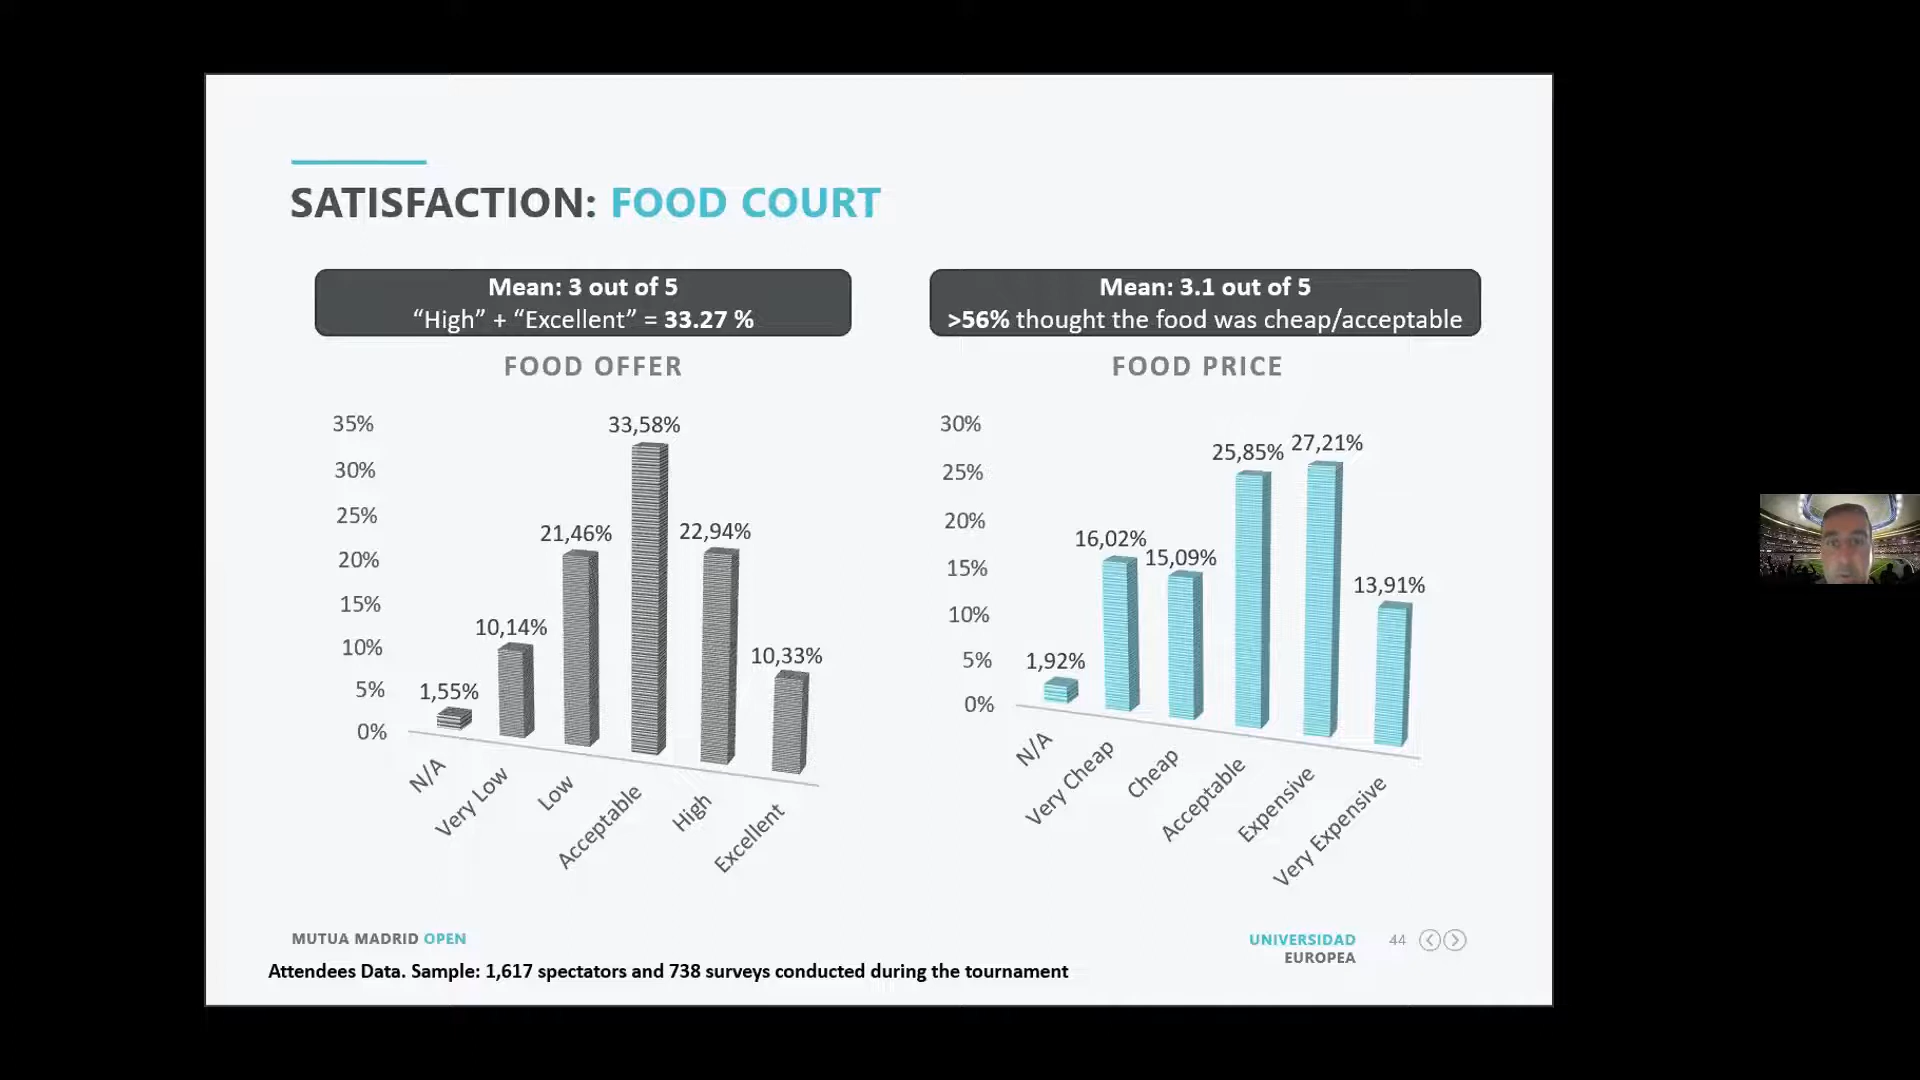 SATISFACTION: FOOD COURT
Mean: 3 out of 5
“High” + “Excellent” = 33.27 %
FOOD OFFER
35%
30%
25%
20%
15%
10%
5%
0%
1,55%
10,14%
21,46%
33,58%
22,94%
10,33%
N/A
Very Low
Low
Acceptable
High
Excellent
Mean: 3.1 out of 5
>56% thought the food was cheap/acceptable
FOOD PRICE
30%
25%
20%
15%
10%
5%
0%
1,92%
16,02%
15,09%
25,85%
27,21%
13,91%
N/A
Very Cheap
Cheap
Acceptable
Expensive
Very Expensive
MUTUA MADRID OPEN
UNIVERSIDAD
EUROPEA
44
Attendees Data. Sample: 1,617 spectators and 738 surveys conducted during the tournament